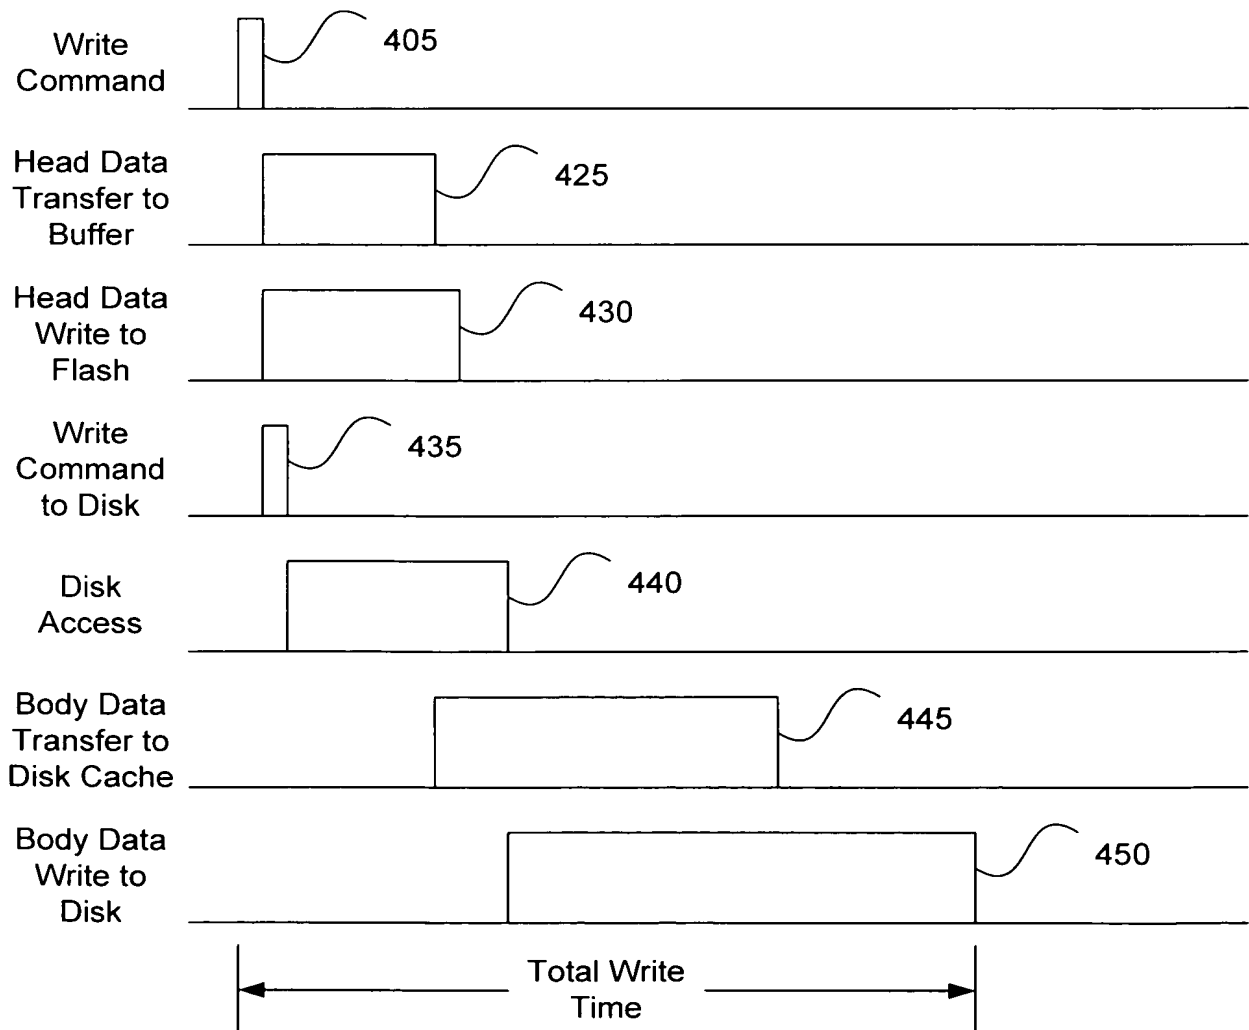 Write
Command
405
Head Data
Transfer to
Buffer
425
Head Data
Write to
Flash
430
Write
Command
to Disk
435
Disk
Access
440
Body Data
Transfer to
Disk Cache
445
Body Data
Write to
Disk
450
Total Write
Time